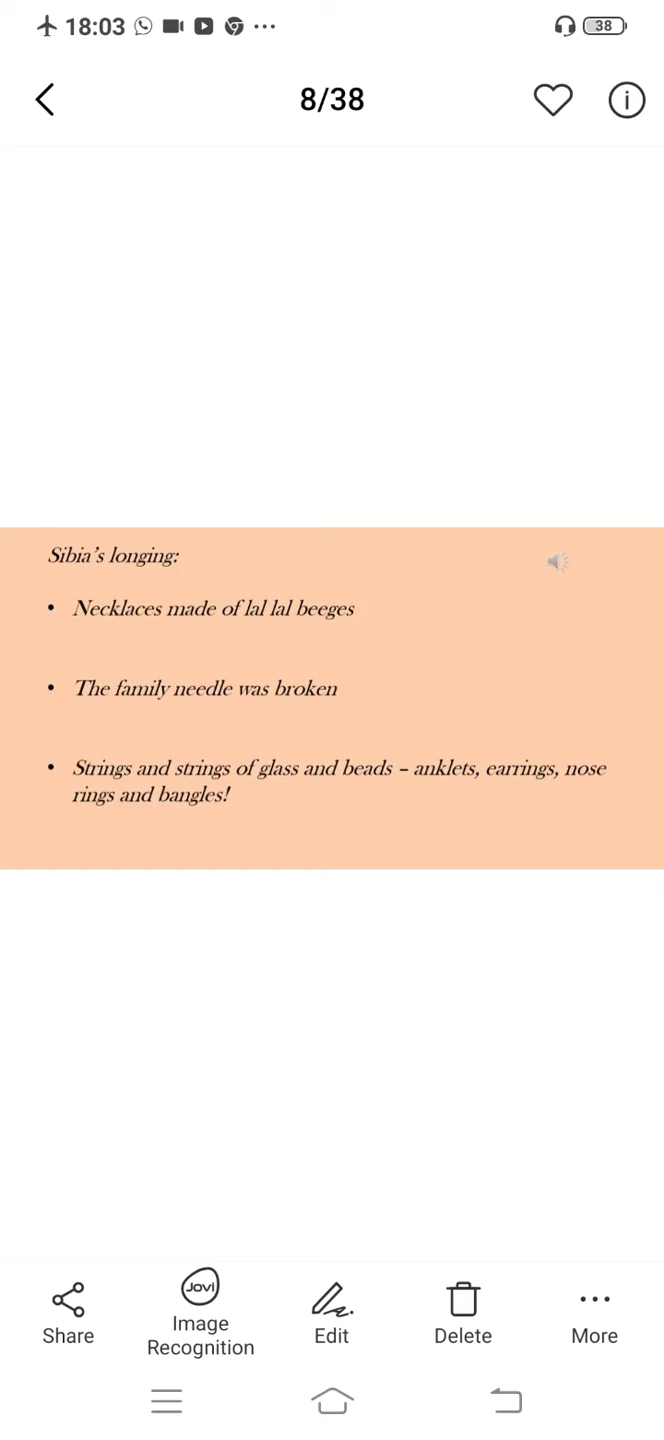 18:03
38
8/38
Sibia's longing:
• Necklaces made of lal lal beeges
• The family needle was broken
• Strings and strings of glass and beads – anklets, earrings, nose
rings and bangles!
Jovi
Share
Image
Recognition
Edit
Delete
More